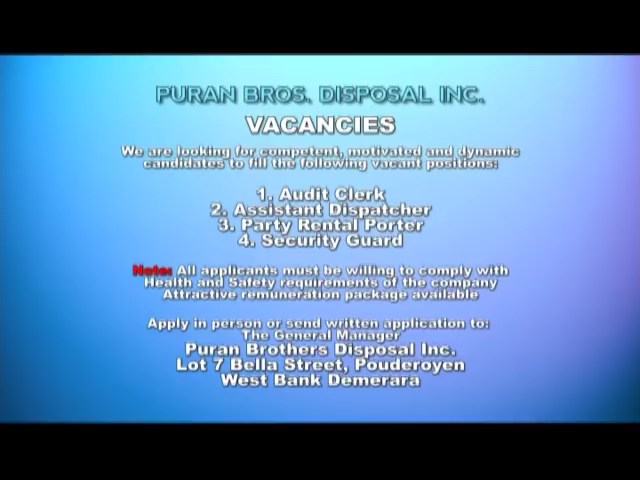 PURAN BROS. DISPOSAL INC.
VACANCIES
We are looking for competent, motivated and dynamic
candidates to fill the following vacant positions:
1. Audit Clerk
2. Assistant Dispatcher
3. Party Rental Porter
4. Security Guard
Note: All applicants must be willing to comply with
Health and Safety requirements of the company
Attractive remuneration package available
Apply in person or send written application to:
The General Manager
Puran Brothers Disposal Inc.
Lot 7 Bella Street, Pouderoyen
West Bank Demerara